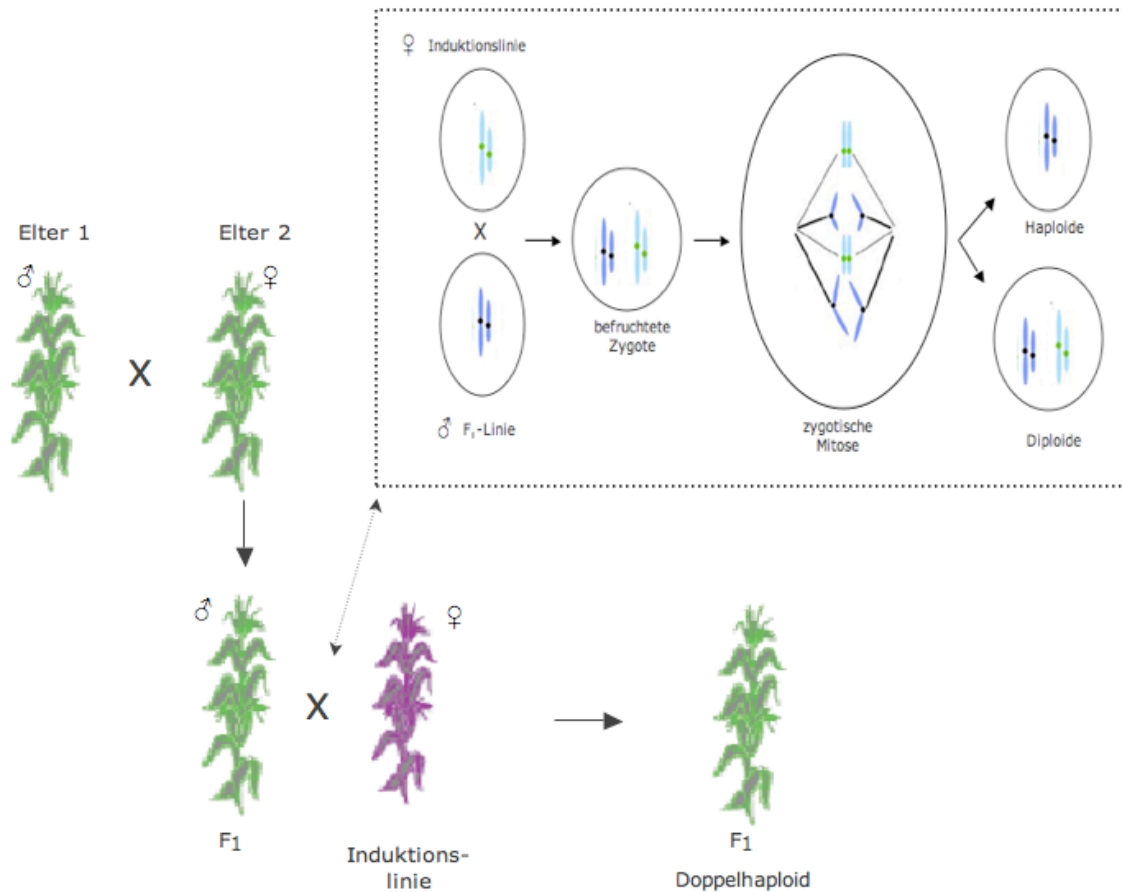 ♀ Induktionslinie
X
♂ F₁-Linie
befruchtete
Zygote
zygotische
Mitose
Haploide
Diploide
Elter 1
Elter 2
♂
♀
X
♂
♀
X
F1
Induktions-
linie
F1
Doppelhaploid